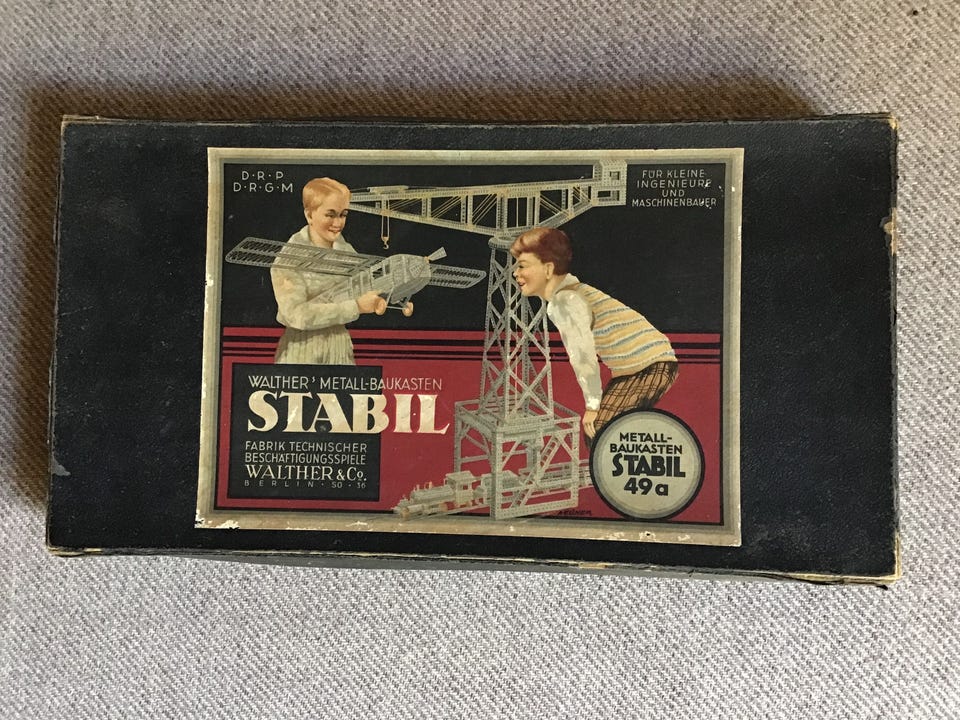 D·R·P
D·R·G·M
FÜR KLEINE
INGENIEURE
UND
MASCHINENBAUER
WALTHER' METALL-BAUKASTEN
STABIL
FABRIK TECHNISCHER
BESCHÄFTIGUNGSSPIELE
WALTHER & Co.
BERLIN·SO·36
METALL-
BAUKASTEN
STABIL
49a